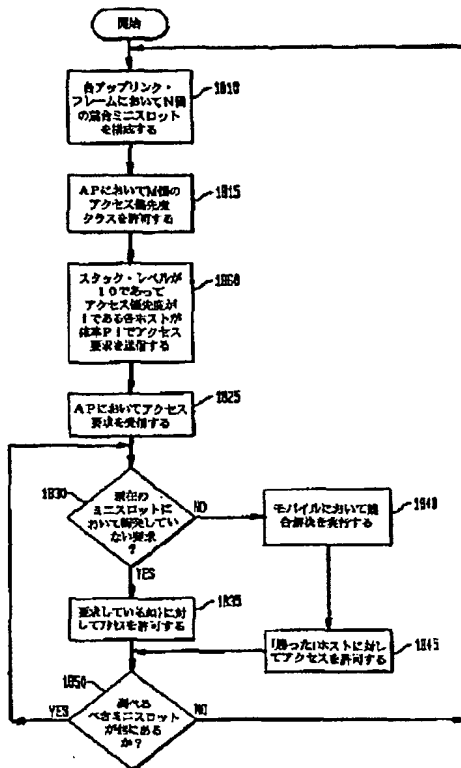 開始
各アップリンク・
フレームにおいてN個
の競合ミニスロット
を構成する
1810
APにおいてM個の
アクセス優先度
クラスを許可する
1815
スタック・レベルが
10であって
アクセス優先度が
1である各ホストが
確率P1でアクセス
要求を送信する
1860
APにおいてアクセス
要求を受信する
1825
1830
現在の
ミニスロットに
おいて衝突してい
ない要求
?
NO
YES
モバイルにおいて競
合解決を実行する
1840
要求しているホストに対
してアクセスを許可する
1835
「勝った」ホストに対し
てアクセスを許可する
1845
1850
調べる
べきミニスロット
が他にある
か?
YES
NO